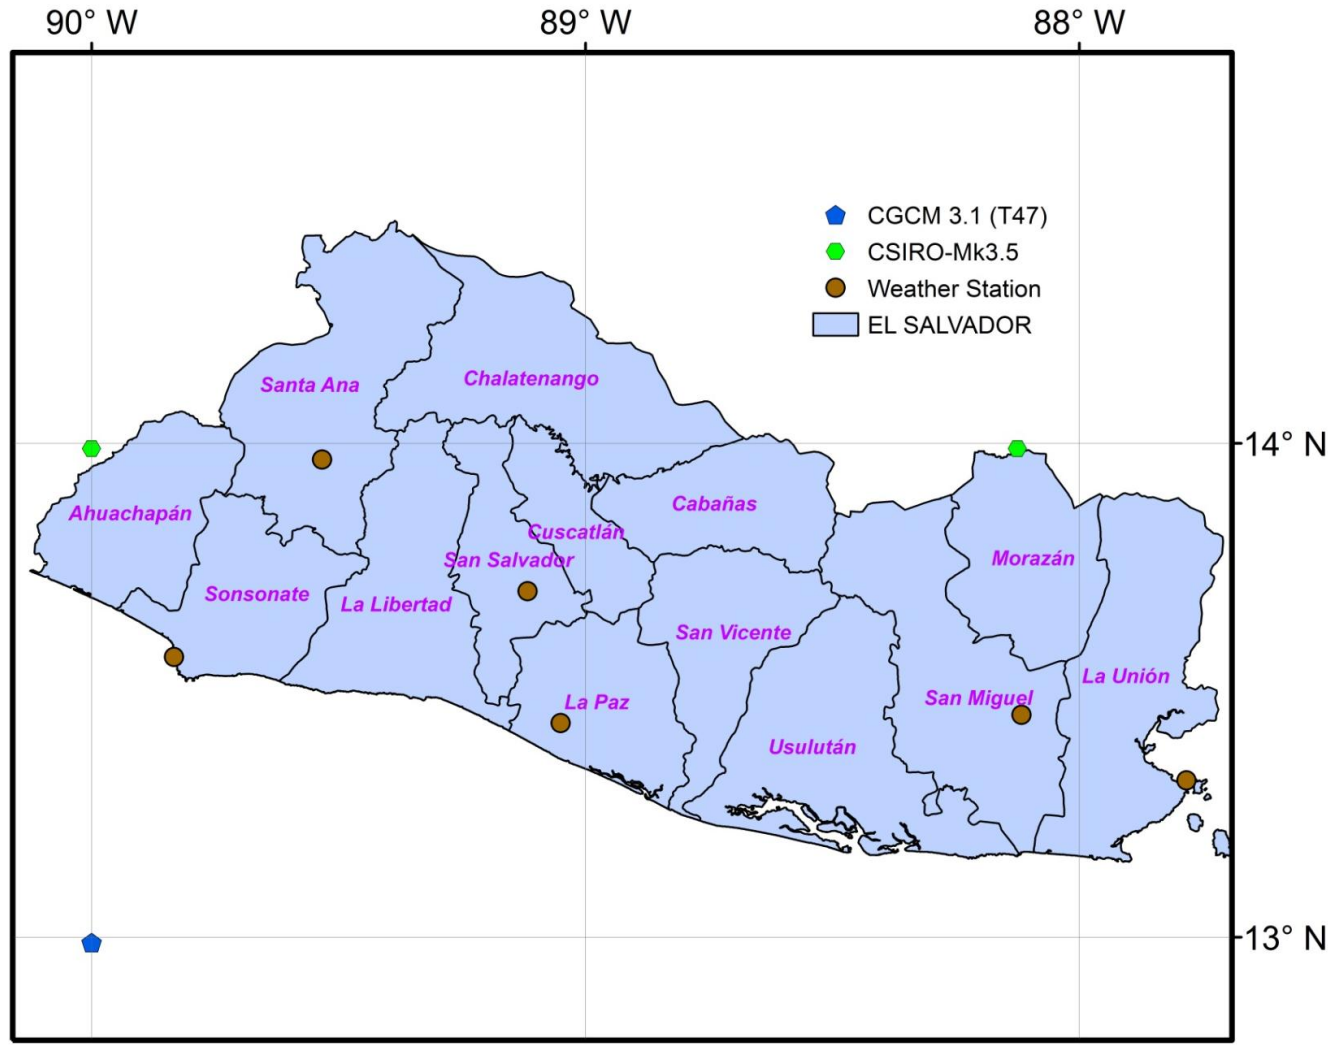 90° W 89° W 88° W
CGCM 3.1 (T47)
CSIRO-Mk3.5
Weather Station
EL SALVADOR
Santa Ana
Chalatenango
14° N
Ahuachapán
Cabañas
Cuscatlán
San Salvador
Morazán
Sonsonate
La Libertad
San Vicente
La Unión
La Paz
San Miguel
Usulután
13° N